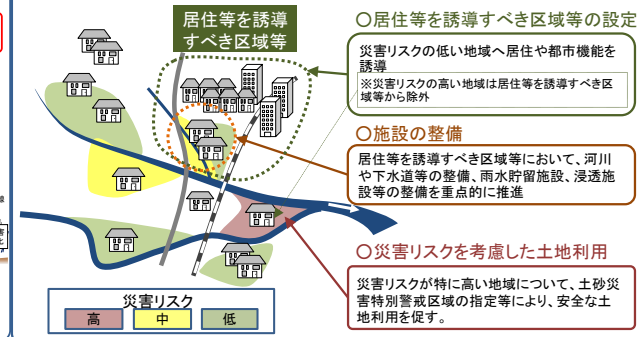 居住等を誘導
すべき区域等
〇居住等を誘導すべき区域等の設定
災害リスクの低い地域へ居住や都市機能を
誘導
※災害リスクの高い地域は居住等を誘導すべき区
域等から除外
〇施設の整備
居住等を誘導すべき区域等において、河川
や下水道等の整備、雨水貯留施設、浸透施
設等の整備を重点的に推進
〇災害リスクを考慮した土地利用
災害リスクが特に高い地域について、土砂災
害特別警戒区域の指定等により、安全な土
地利用を促す。
災害リスク
高 中 低